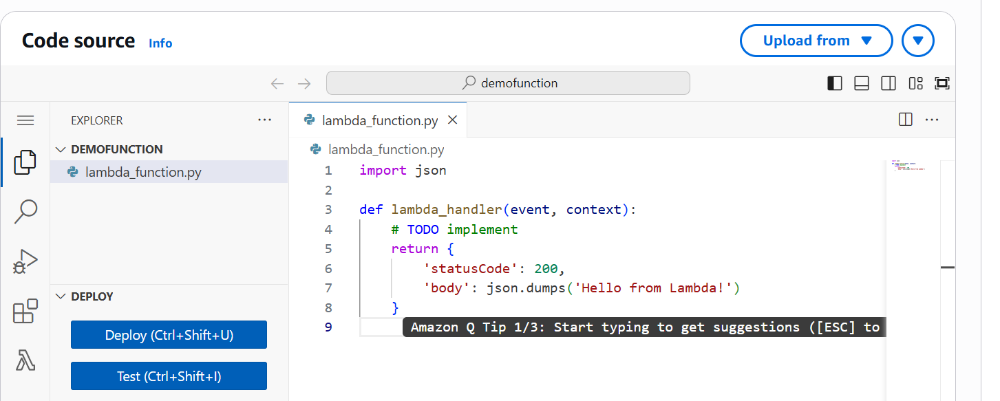 Code source Info
Upload from
demofunction
EXPLORER
DEMOFUNCTION
lambda_function.py
DEPLOY
Deploy (Ctrl+Shift+U)
Test (Ctrl+Shift+I)
lambda_function.py
lambda_function.py
1 import json
2
3 def lambda_handler(event, context):
4     # TODO implement
5     return {
6         'statusCode': 200,
7         'body': json.dumps('Hello from Lambda!')
8     }
9 Amazon Q Tip 1/3: Start typing to get suggestions ([ESC] to